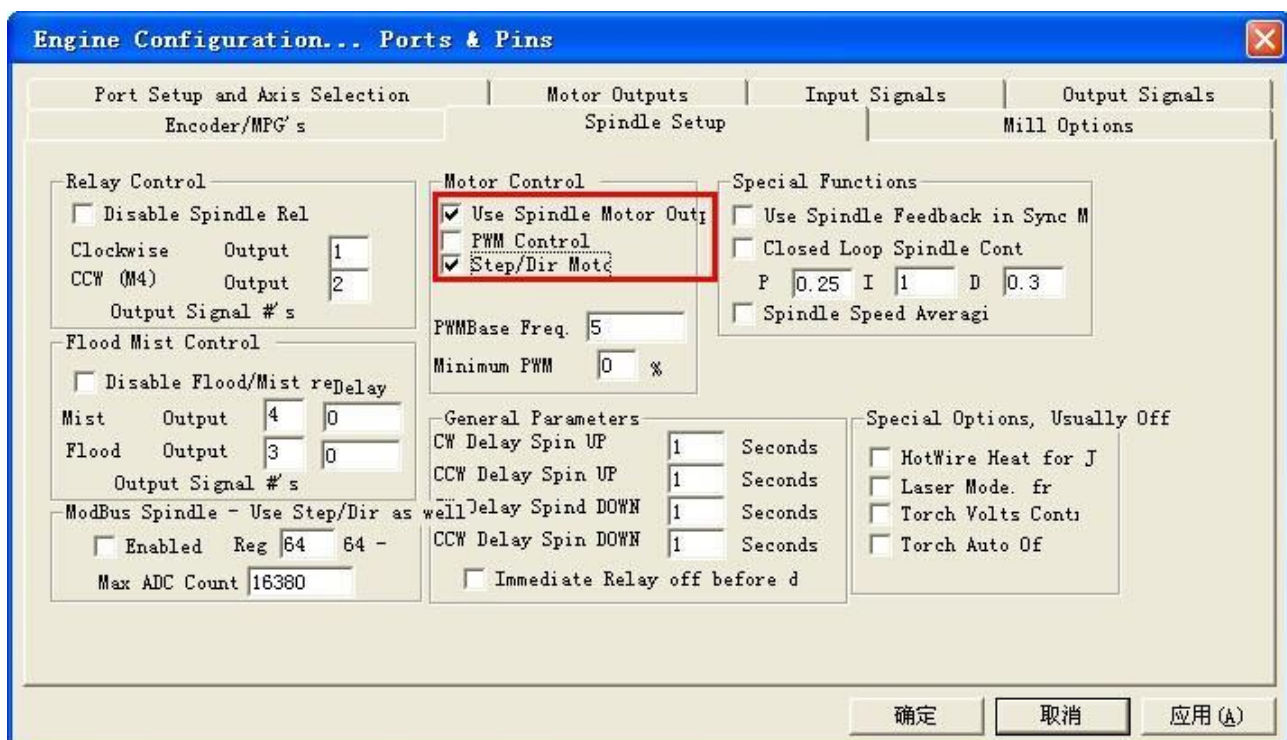 Engine Configuration... Ports & Pins
Port Setup and Axis Selection
Motor Outputs
Input Signals
Output Signals
Encoder/MPG's
Spindle Setup
Mill Options
Relay Control
Disable Spindle Rel
Clockwise Output 1
CCW (M4) Output 2
Output Signal #'s
Flood Mist Control
Disable Flood/Mist re Delay
Mist Output 4 0
Flood Output 3 0
Output Signal #'s
ModBus Spindle - Use Step/Dir as well
Enabled Reg 64 64 -
Max ADC Count 16380
Motor Control
Use Spindle Motor Outp
PWM Control
Step/Dir Moto
PWMBase Freq. 5
Minimum PWM 0 %
General Parameters
CW Delay Spin UP 1 Seconds
CCW Delay Spin UP 1 Seconds
Delay Spind DOWN 1 Seconds
CCW Delay Spin DOWN 1 Seconds
Immediate Relay off before d
Special Functions
Use Spindle Feedback in Sync M
Closed Loop Spindle Cont
P 0.25 I 1 D 0.3
Spindle Speed Averagi
Special Options, Usually Off
HotWire Heat for J
Laser Mode. fr
Torch Volts Cont
Torch Auto Of
确定
取消
应用(A)